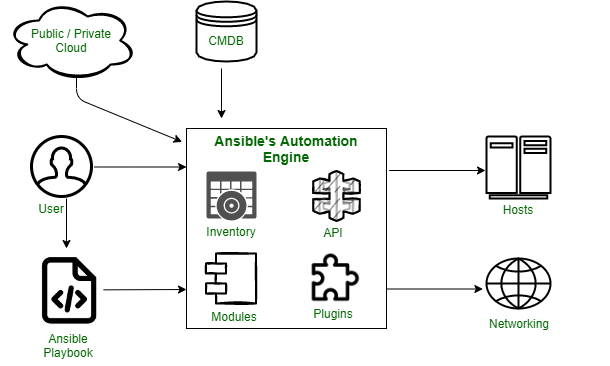 Public / Private
Cloud
CMDB
Ansible's Automation
Engine
User
Inventory
API
Hosts
Modules
Plugins
Networking
Ansible
Playbook